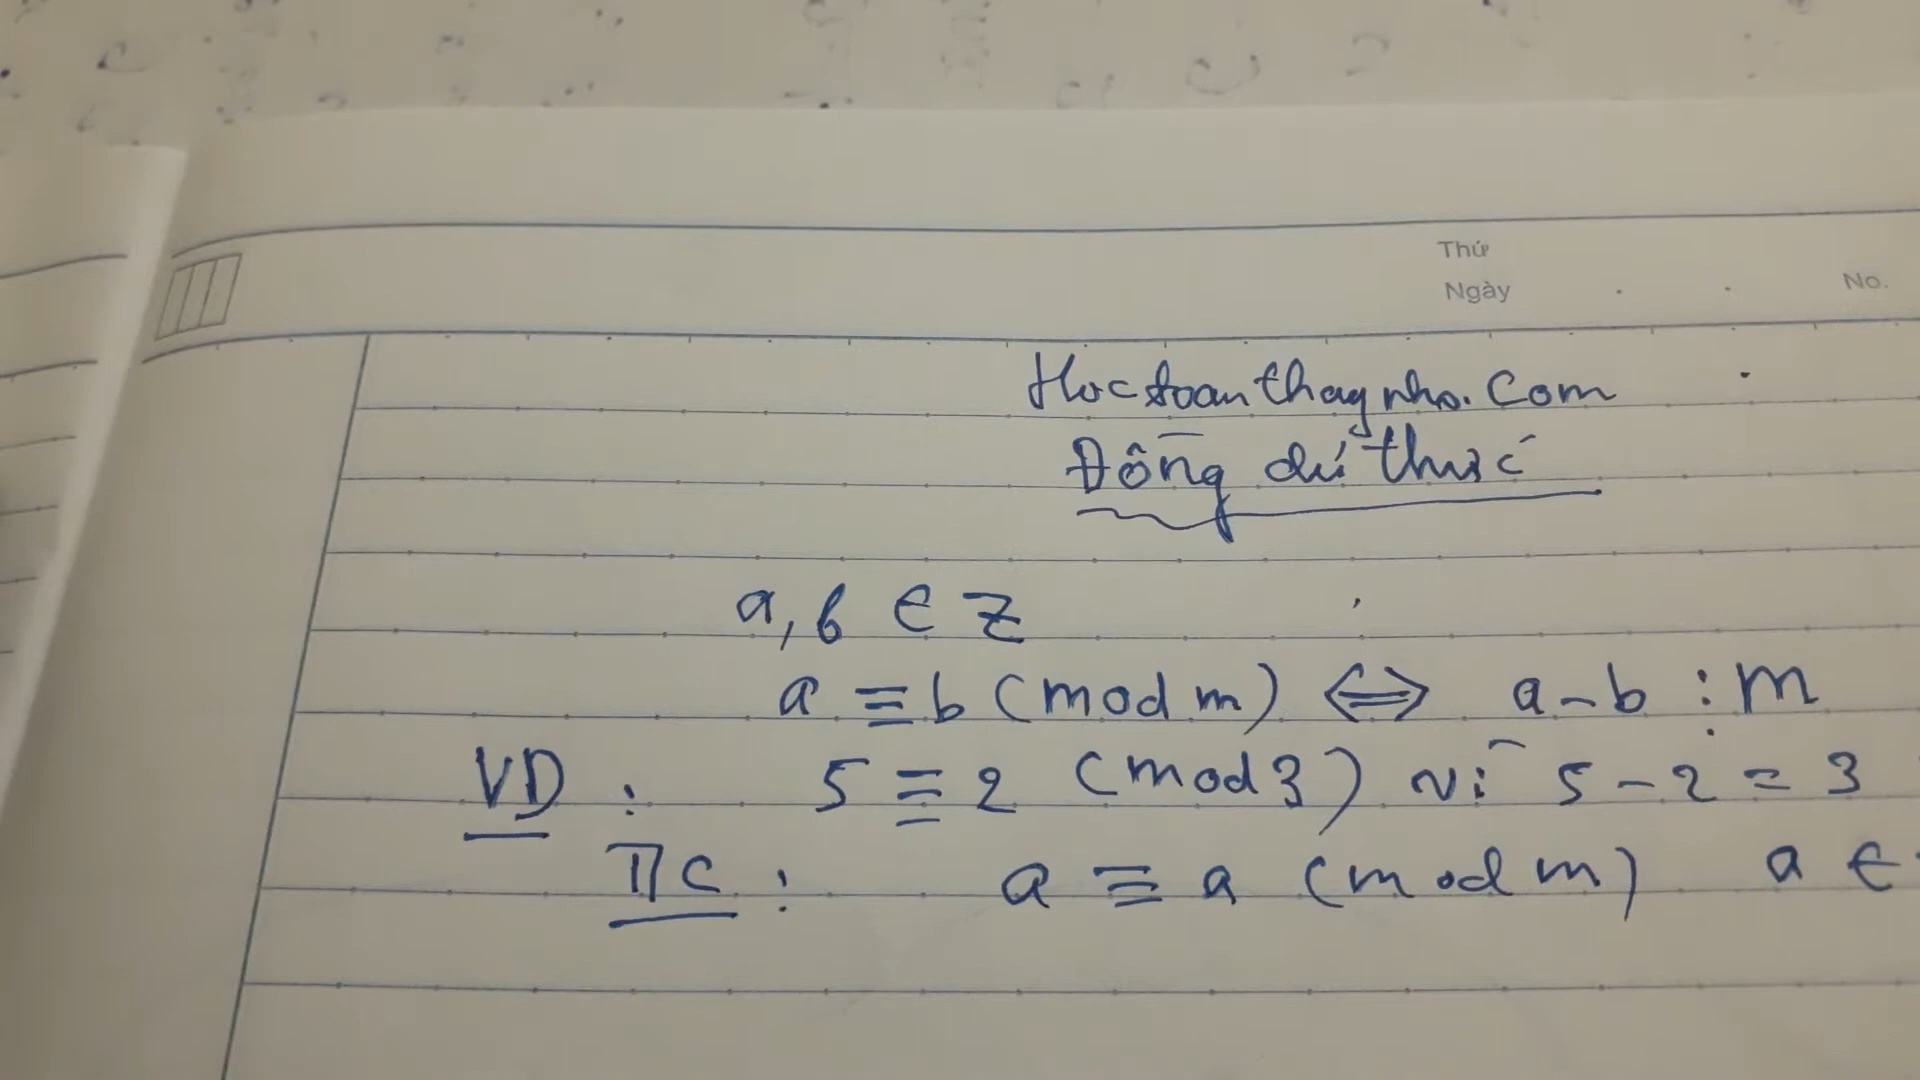 Thứ
Ngày . . No.
Hoctoanthaynho.com
Đồng dư thức
a, b ∈ Z
a ≡ b (mod m) ⇔ a - b ⋮ m
VD : 5 ≡ 2 (mod 3) vì 5 - 2 = 3
TC : a ≡ a (mod m) a ∈